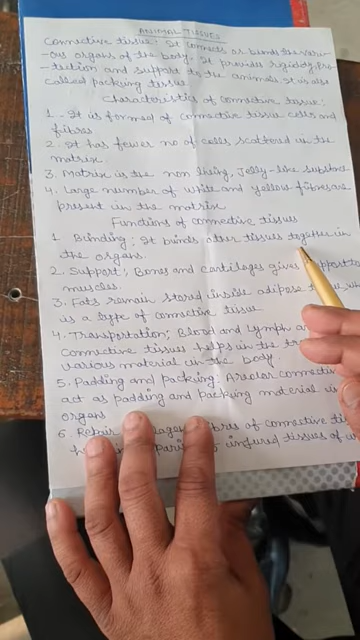 ANIMAL TISSUES
Connective tissue: It connects or binds the vari-
-ous organs of the body. It provides rigidity, pro-
-tection and support to the animals. It is also
called packing tissue.
Characteristics of Connective tissue:
1. It is formed of connective tissue cells and
fibres.
2. It has fewer no of cells scattered in the
matrix.
3. Matrix is the non living, Jelly-like substance
4. Large number of white and yellow fibres are
present in the matrix
Functions of connective tissues
1. Binding: It binds other tissues together in
the organs.
2. Support: Bones and cartilages gives support to
muscles.
3. Fats remain stored inside adipose
is a type of connective tissue
4. Transportation: Blood and Lymph
connective tissues helps in the
various material in the body.
5. Padding and packing: Areolar connective
act as padding and packing material in
organs
6. Repair of connective
injured tissues of